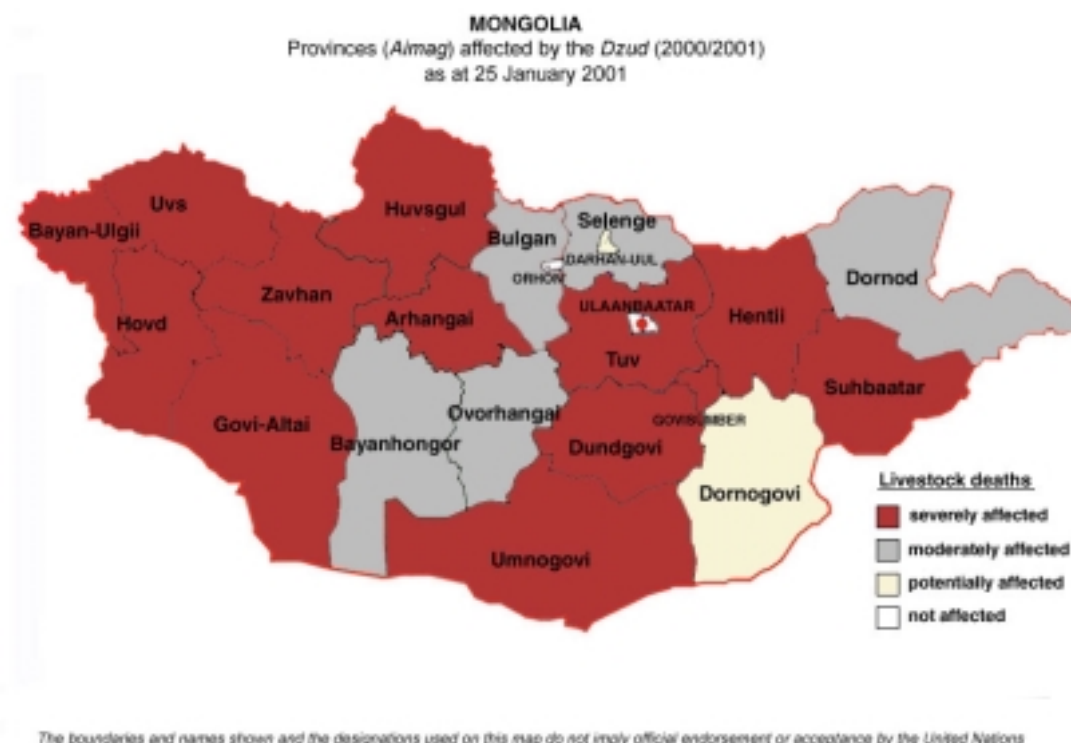 MONGOLIA
Provinces (Aimag) affected by the Dzud (2000/2001)
as at 25 January 2001
Uvs
Bayan-Ulgii
Huvsgul
Selenge
Bulgan
DARHAN-UUL
ORHON
Dornod
Zavhan
Hovd
Arhangai
ULAANBAATAR
Hentii
Tuv
Suhbaatar
Govi-Altai
Bayanhongor
Ovorhangai
GOVISUMBER
Dundgovi
Dornogovi
Umnogovi
Livestock deaths
severely affected
moderately affected
potentially affected
not affected
The boundaries and names shown and the designations used on this map do not imply official endorsement or acceptance by the United Nations